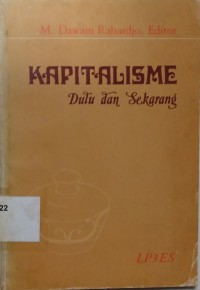 M. Dawam Rahardjo, Editor
KAPITALISME
Dulu dan Sekarang
22
LP3ES